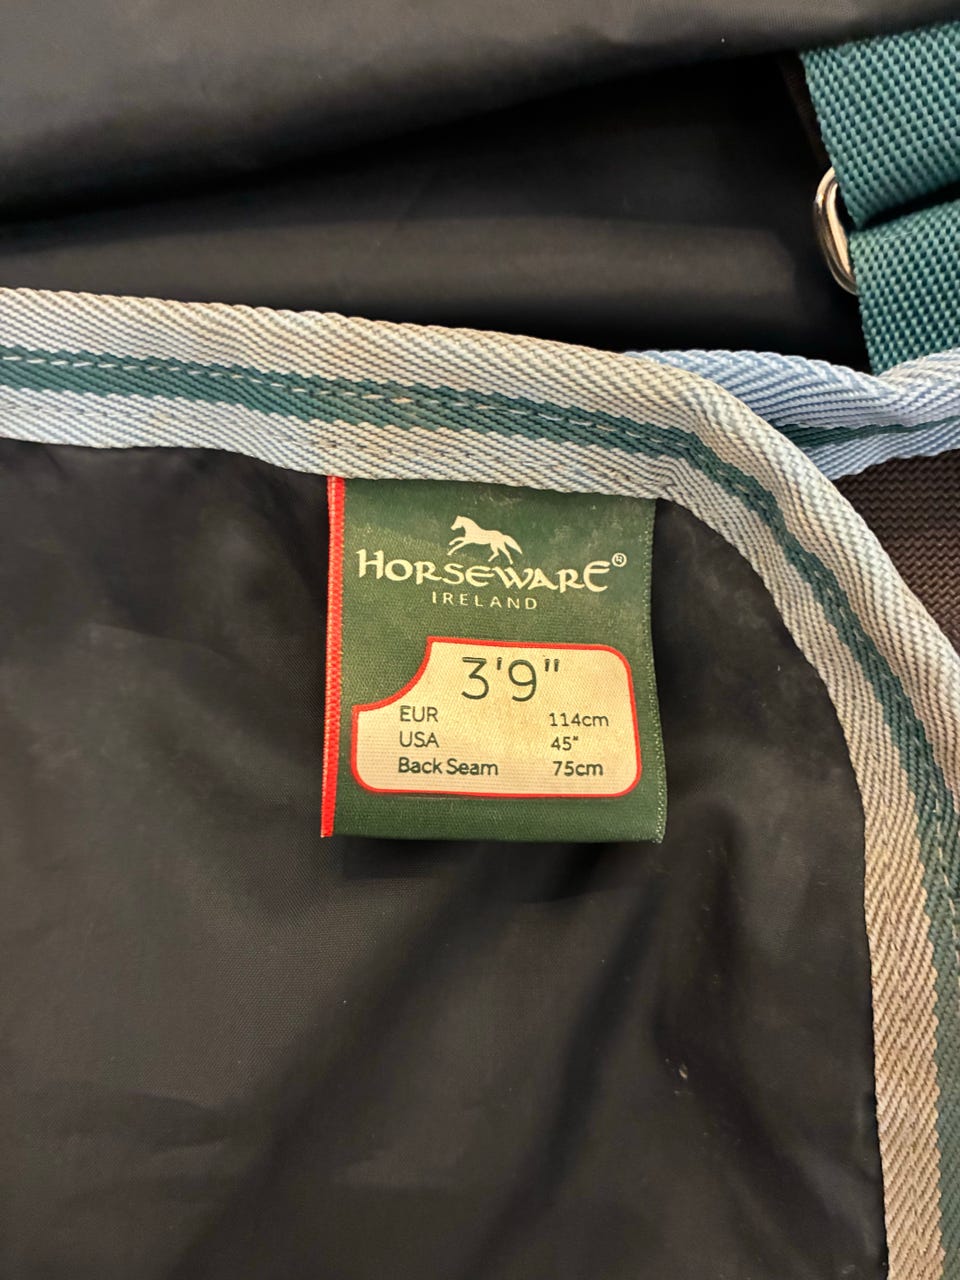 HORSEWARE®
IRELAND
3'9"
EUR 114cm
USA 45"
Back Seam 75cm